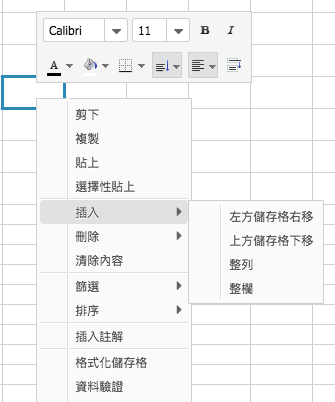 Calibri 11 B I
A
剪下
複製
貼上
選擇性貼上
插入
刪除
清除內容
篩選
排序
插入註解
格式化儲存格
資料驗證
左方儲存格右移
上方儲存格下移
整列
整欄